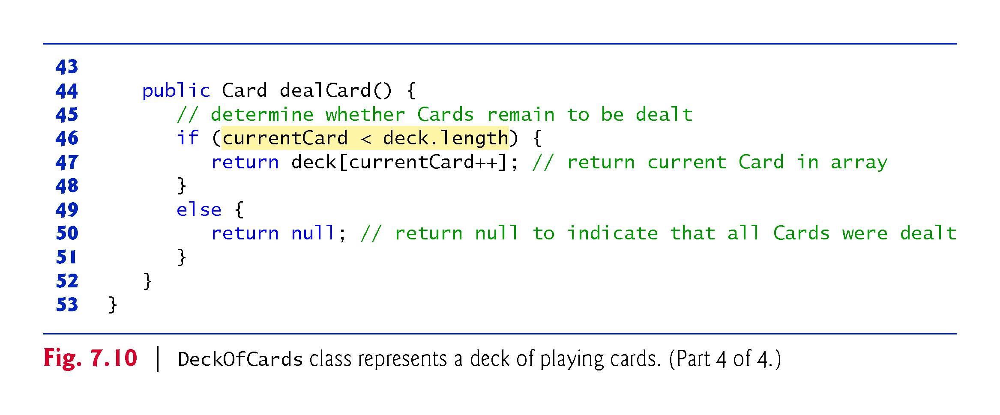 43
44 public Card dealCard() {
45 // determine whether Cards remain to be dealt
46 if (currentCard < deck.length) {
47 return deck[currentCard++]; // return current Card in array
48 }
49 else {
50 return null; // return null to indicate that all Cards were dealt
51 }
52 }
53 }
Fig. 7.10 | DeckOfCards class represents a deck of playing cards. (Part 4 of 4.)